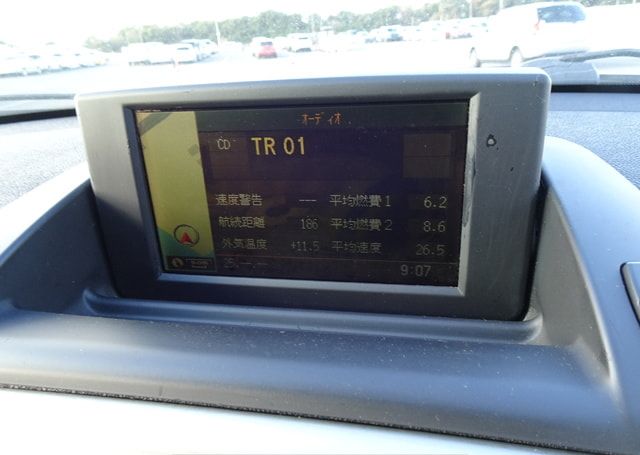 オーディオ
CD TR 01
速度警告 --- 平均燃費1 6.2
航続距離 186 平均燃費2 8.6
外気温度 +11.5 平均速度 26.5
25.--.-- 9:07